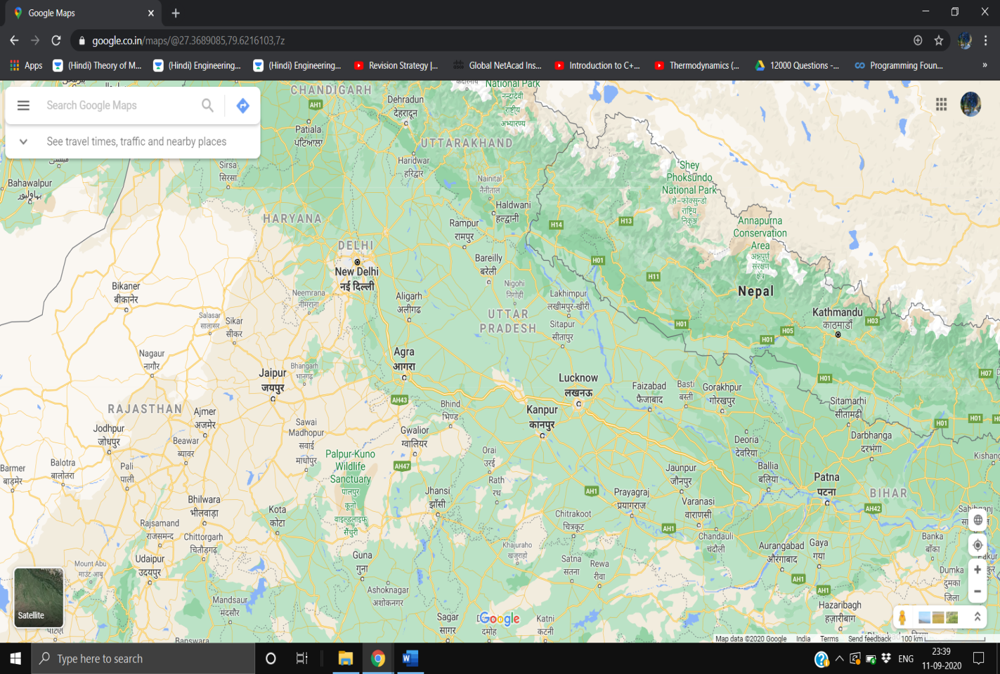 Google Maps
google.co.in/maps/@27.3689085,79.6216103,7z
Apps
(Hindi) Theory of M...
(Hindi) Engineering...
(Hindi) Engineering...
Revision Strategy |...
Global NetAcad Ins...
Introduction to C+...
Thermodynamics (...
12000 Questions -...
Programming Foun...
»
Search Google Maps
See travel times, traffic and nearby places
CHANDIGARH
AH1
Dehradun
देहरादून
National Park
नन्दादेवी
राष्ट्रीय
अभ्यारण्य
Patiala
पटिआला
UTTARAKHAND
Haridwar
हरिद्वार
Sirsa
सिरसा
Bahawalpur
بہاولپور
Nainital
नैनीताल
Haldwani
हल्द्वानी
Shey
Phoksundo
National Park
शे-फोक्सुन्डो
राष्ट्रिय
निकुञ्ज
HARYANA
Rampur
रामपुर
H14
H13
Annapurna
Conservation
Area
अन्नपूर्ण
संरक्षण
क्षेत्र
DELHI
New Delhi
नई दिल्ली
Bareilly
बरेली
H01
H11
Nepal
Bikaner
बीकानेर
Neemrana
नीमराना
Aligarh
अलीगढ़
Nigohi
निगोही
Lakhimpur
लखीमपुर-खीरी
UTTAR
PRADESH
Kathmandu
काठमाडौं
H03
Salasar
सालासर
Sikar
सीकर
Sitapur
सीतापुर
H01
H05
H01
Nagaur
नागौर
Agra
आगरा
Jaipur
जयपुर
Bhangarh
भानगढ़
Lucknow
लखनऊ
Faizabad
फैजाबाद
Basti
बस्ती
Gorakhpur
गोरखपुर
H01
H07
RAJASTHAN
Ajmer
अजमेर
AH43
Bhind
भिण्ड
Kanpur
कानपुर
Sitamarhi
सीतामढ़ी
H01
H01
Jodhpur
जोधपुर
Sawai
Madhopur
सवाई
माधोपुर
Gwalior
ग्वालियर
Beawar
ब्यावर
Deoria
देवरिया
Darbhanga
दरभंगा
Kishang
Barmer
बाड़मेर
Balotra
बालोतरा
Pali
पाली
Palpur-Kuno
Wildlife
Sanctuary
पालपुर
कूनो
वाइल्डलाइफ
सैंचुरी
AH47
Orai
उरई
Rath
रथ
Jaunpur
जौनपुर
Ballia
बलिया
Patna
पटना
BIHAR
Bhilwara
भीलवाड़ा
Kota
कोटा
Jhansi
झाँसी
AH1
Prayagraj
प्रयागराज
Varanasi
वाराणसी
AH42
Rajsamand
राजसमन्द
Chittorgarh
चित्तौड़गढ़
Chitrakoot
चित्रकूट
AH1
Chandauli
चंदौली
Khajuraho
खजुराहो
Banka
बाँका
Aurangabad
औरंगाबाद
Gaya
गया
Udaipur
उदयपुर
Mount Abu
माउंट आबू
Guna
गुना
Satna
सतना
Rewa
रीवा
Dumka
दुमका
जिला
AH1
AH1
Ashoknagar
अशोकनगर
Mandsaur
मंदसौर
Hazaribagh
हज़ारीबाग
Satellite
Sagar
सागर
Google
दमोह
Katni
कटनी
Map data ©2020 Google
India
Terms
Send feedback
100 km
Type here to search
ENG
23:39
11-09-2020